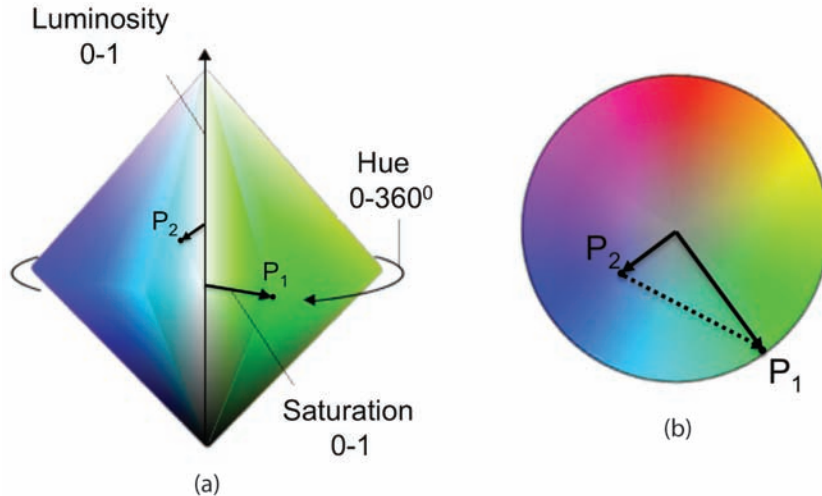 Luminosity
0-1
Hue
0-360⁰
P₂
P₁
Saturation
0-1
(a)
P₂
P₁
(b)